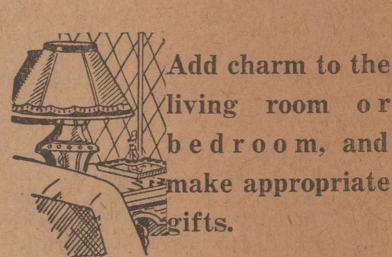 Add charm to the
living room or
bedroom, and
make appropriate
gifts.